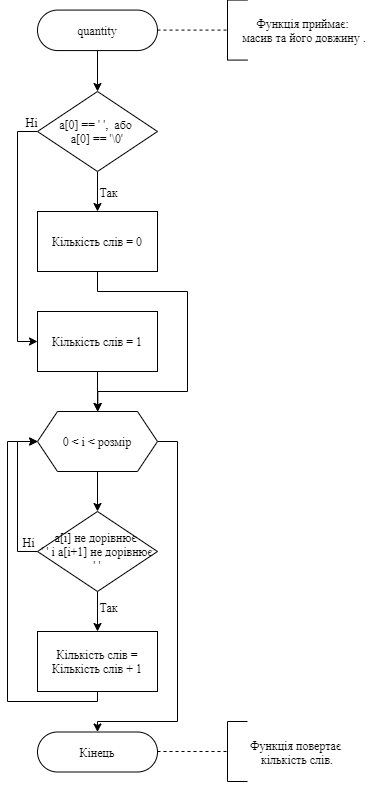 quantity
Функція приймає:
масив та його довжину .
a[0] == ' ', або
a[0] == '\0'
Ні
Так
Кількість слів = 0
Кількість слів = 1
0 < i < розмір
a[i] не дорівнює
' ' і a[i+1] не дорівнює
' '
Ні
Так
Кількість слів =
Кількість слів + 1
Кінець
Функція повертає
кількість слів.